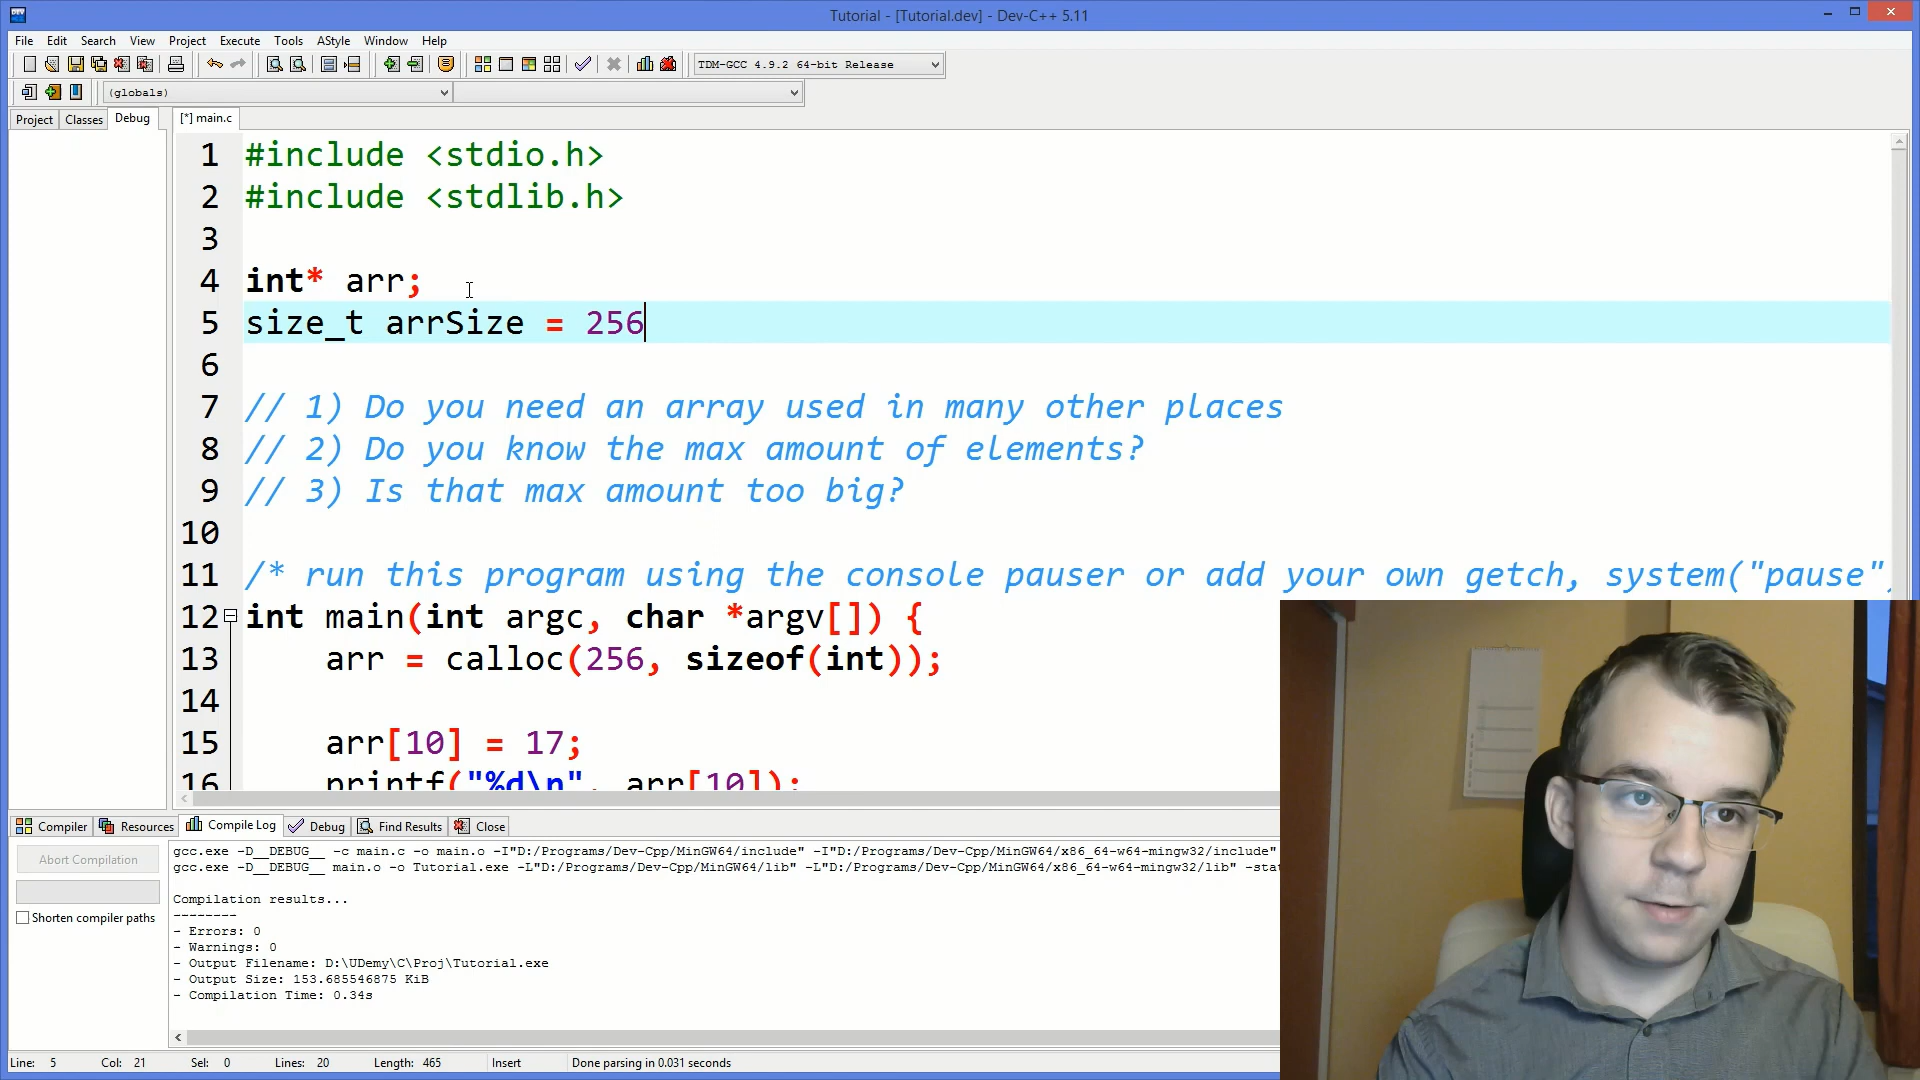 Tutorial - [Tutorial.dev] - Dev-C++ 5.11
File Edit Search View Project Execute Tools AStyle Window Help
TDM-GCC 4.9.2 64-bit Release
(globals)
Project Classes Debug [*] main.c
1 #include <stdio.h>
2 #include <stdlib.h>
3
4 int* arr;
5 size_t arrSize = 256
6
7 // 1) Do you need an array used in many other places
8 // 2) Do you know the max amount of elements?
9 // 3) Is that max amount too big?
10
11 /* run this program using the console pauser or add your own getch, system("pause"
12 int main(int argc, char *argv[]) {
13 arr = calloc(256, sizeof(int));
14
15 arr[10] = 17;
16 printf("%d\n", arr[10]);
Compiler Resources Compile Log Debug Find Results Close
Abort Compilation
Shorten compiler paths
gcc.exe -D__DEBUG__ -c main.c -o main.o -I"D:/Programs/Dev-Cpp/MinGW64/include" -I"D:/Programs/Dev-Cpp/MinGW64/x86_64-w64-mingw32/include"
gcc.exe -D__DEBUG__ main.o -o Tutorial.exe -L"D:/Programs/Dev-Cpp/MinGW64/lib" -L"D:/Programs/Dev-Cpp/MinGW64/x86_64-w64-mingw32/lib" -sta
Compilation results...
--------
- Errors: 0
- Warnings: 0
- Output Filename: D:\UDemy\C\Proj\Tutorial.exe
- Output Size: 153.685546875 KiB
- Compilation Time: 0.34s
Line: 5 Col: 21 Sel: 0 Lines: 20 Length: 465 Insert Done parsing in 0.031 seconds